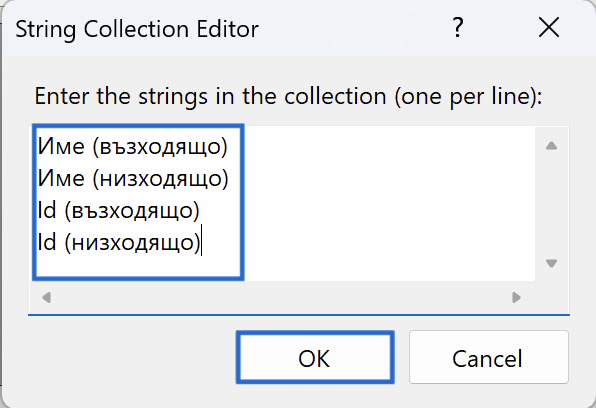 String Collection Editor ?
Enter the strings in the collection (one per line):
Име (възходящо)
Име (низходящо)
Id (възходящо)
Id (низходящо)
OK Cancel